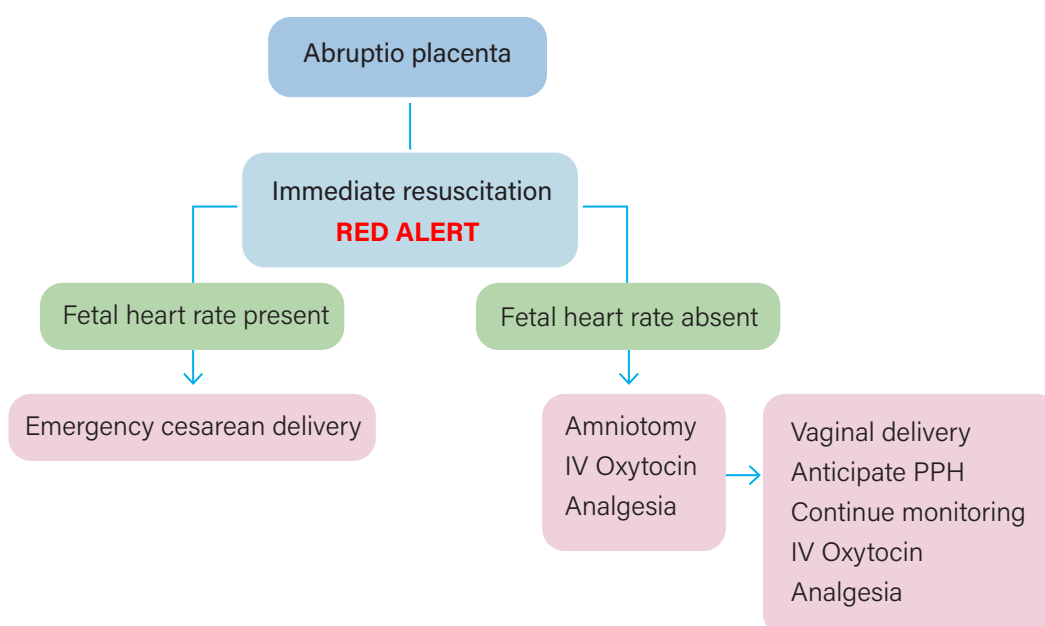 Abruptio placenta
Immediate resuscitation
RED ALERT
Fetal heart rate present
Fetal heart rate absent
Emergency cesarean delivery
Amniotomy
IV Oxytocin
Analgesia
Vaginal delivery
Anticipate PPH
Continue monitoring
IV Oxytocin
Analgesia